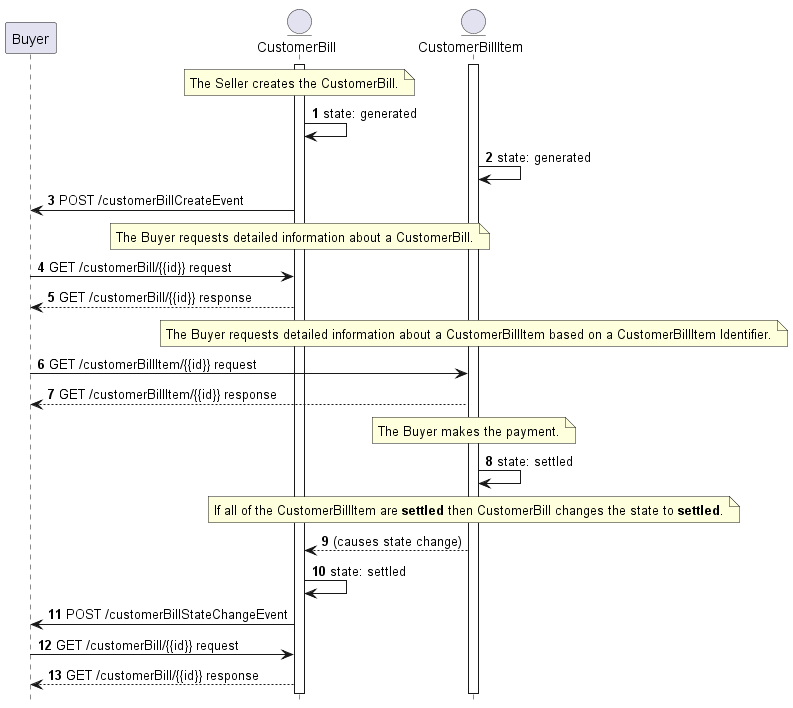 Buyer
CustomerBill
CustomerBillItem
The Seller creates the CustomerBill.
1 state: generated
2 state: generated
3 POST /customerBillCreateEvent
The Buyer requests detailed information about a CustomerBill.
4 GET /customerBill/{{id}} request
5 GET /customerBill/{{id}} response
The Buyer requests detailed information about a CustomerBillItem based on a CustomerBillItem Identifier.
6 GET /customerBillItem/{{id}} request
7 GET /customerBillItem/{{id}} response
The Buyer makes the payment.
8 state: settled
If all of the CustomerBillItem are settled then CustomerBill changes the state to settled.
9 (causes state change)
10 state: settled
11 POST /customerBillStateChangeEvent
12 GET /customerBill/{{id}} request
13 GET /customerBill/{{id}} response